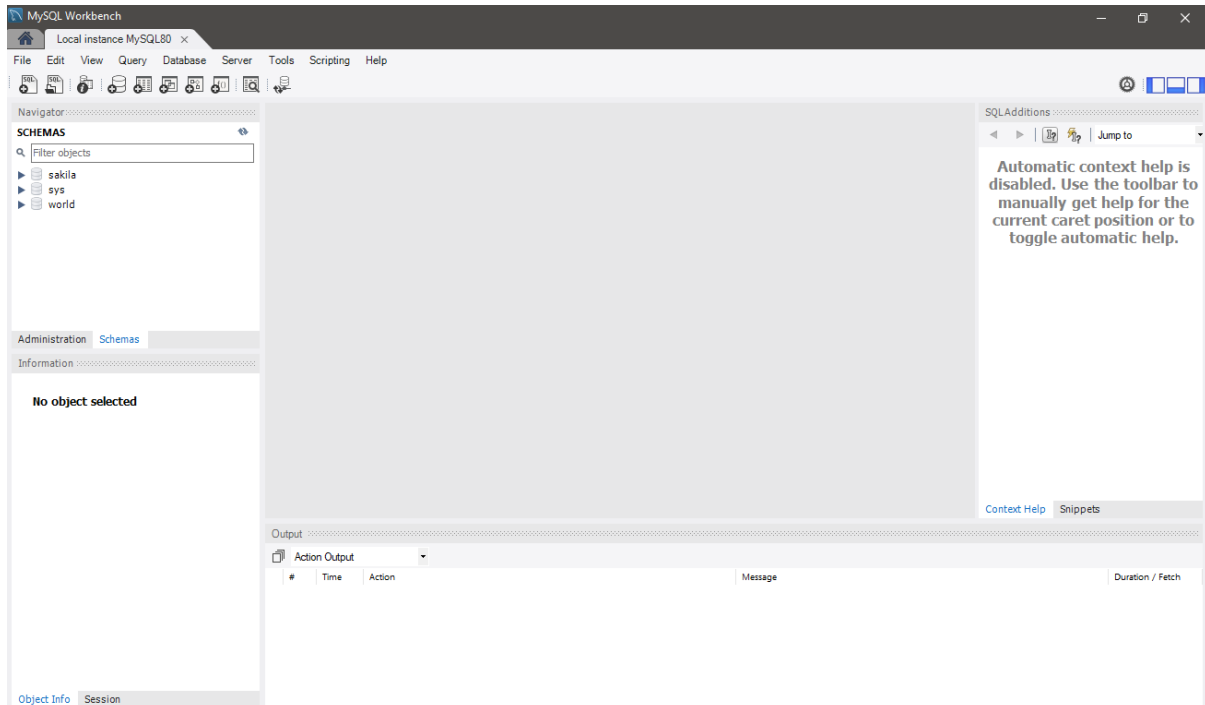 MySQL Workbench
Local instance MySQL80
File Edit View Query Database Server Tools Scripting Help
SQL SQL
Navigator
SCHEMAS
Filter objects
sakila
sys
world
Administration Schemas
Information
No object selected
Object Info Session
Output
Action Output
# Time Action Message Duration / Fetch
SQLAdditions
Jump to
Automatic context help is
disabled. Use the toolbar to
manually get help for the
current caret position or to
toggle automatic help.
Context Help Snippets